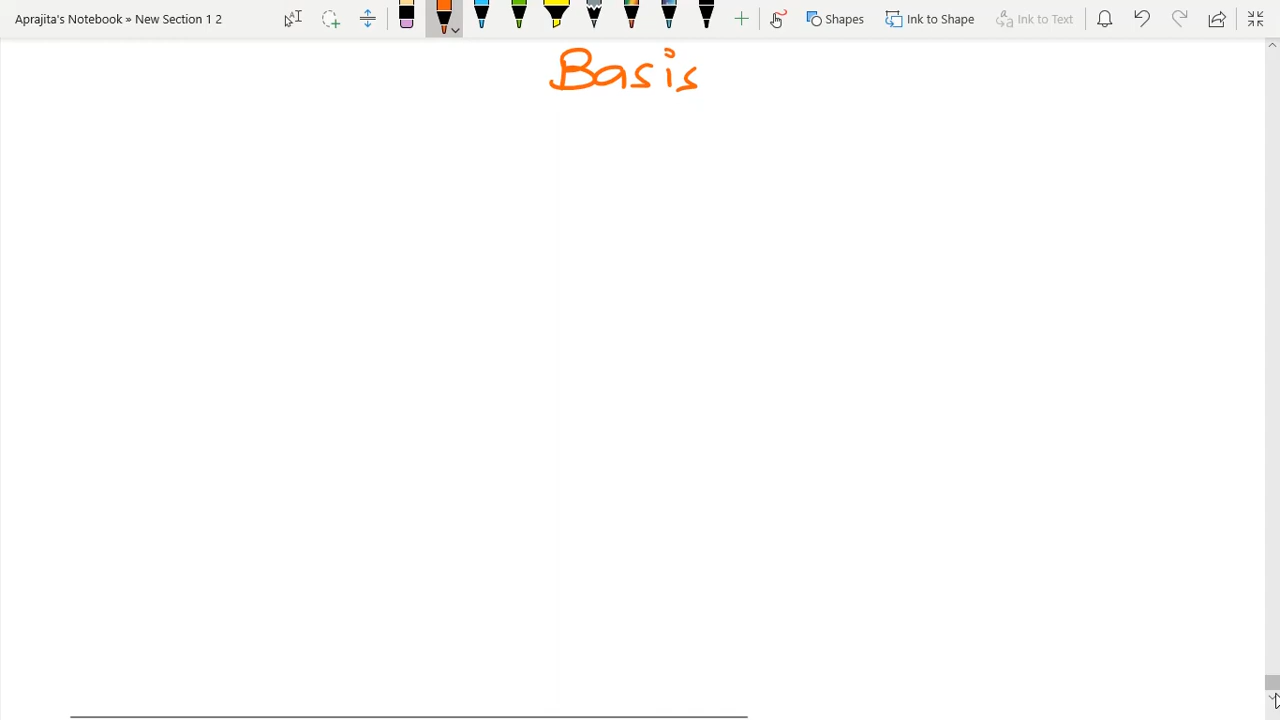 Aprajita's Notebook » New Section 1 2
Shapes
Ink to Shape
Ink to Text
Basis